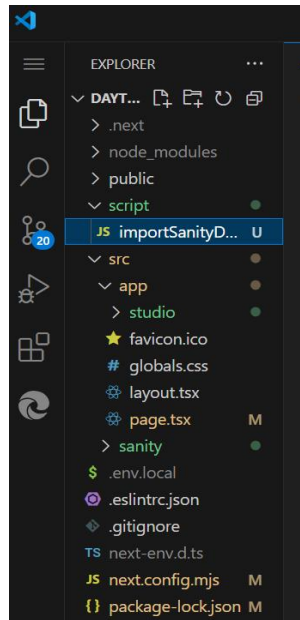 EXPLORER
DAYT...
.next
node_modules
public
script
JS importSanityD... U
20
src
app
studio
favicon.ico
# globals.css
layout.tsx
page.tsx M
sanity
$ .env.local
.eslintrc.json
.gitignore
TS next-env.d.ts
JS next.config.mjs M
{} package-lock.json M